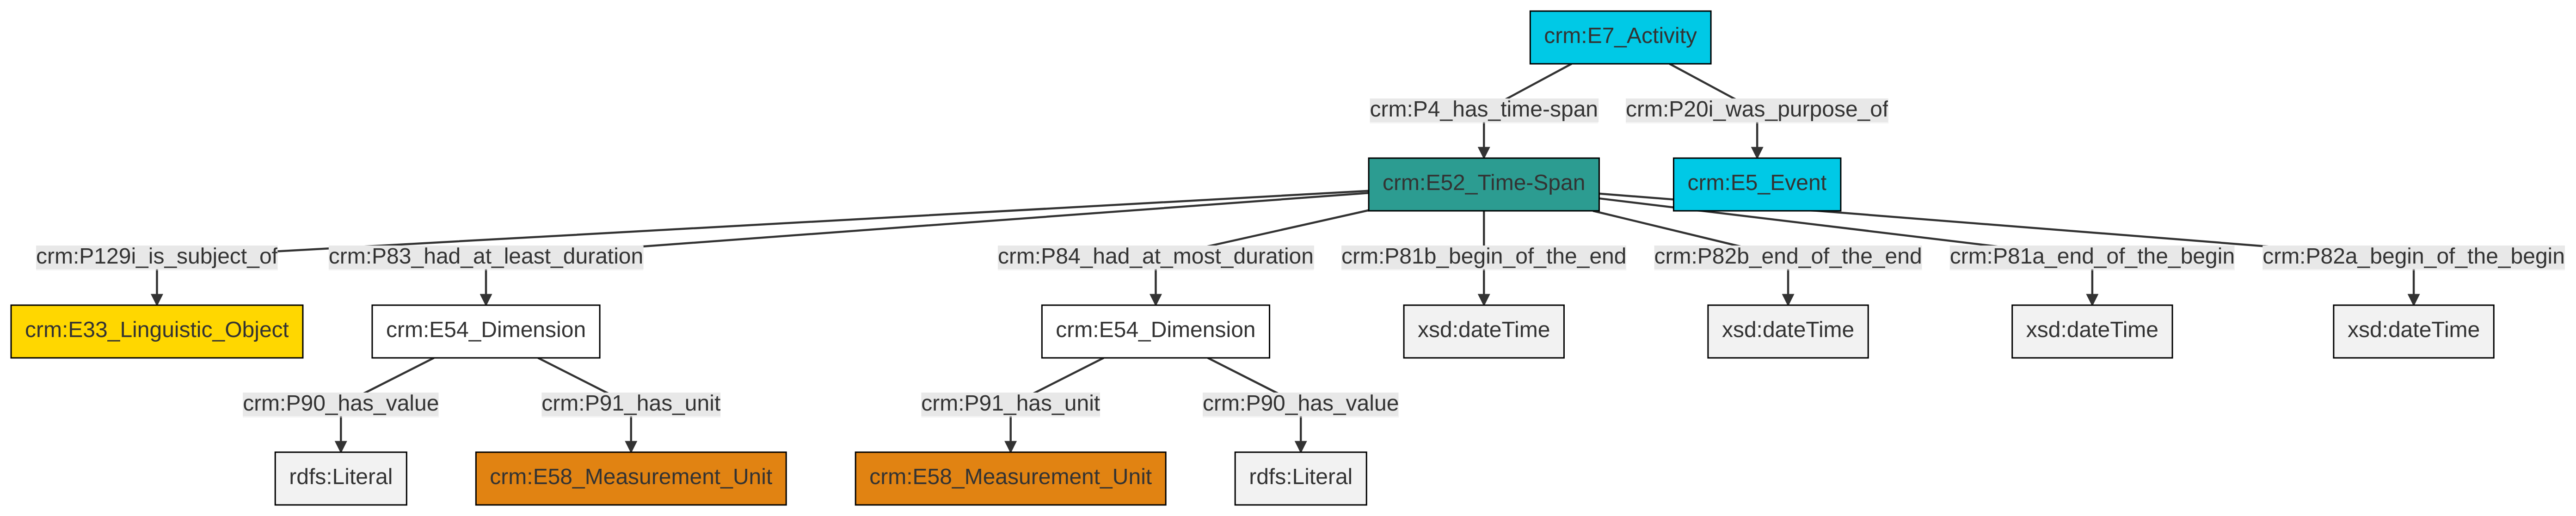 crm:E7_Activity
crm:P4_has_time-span
crm:P20i_was_purpose_of
crm:E52_Time-Span
crm:E5_Event
crm:P129i_is_subject_of
crm:P83_had_at_least_duration
crm:P84_had_at_most_duration
crm:P81b_begin_of_the_end
crm:P82b_end_of_the_end
crm:P81a_end_of_the_begin
crm:P82a_begin_of_the_begin
crm:E33_Linguistic_Object
crm:E54_Dimension
crm:E54_Dimension
xsd:dateTime
xsd:dateTime
xsd:dateTime
xsd:dateTime
crm:P90_has_value
crm:P91_has_unit
crm:P91_has_unit
crm:P90_has_value
rdfs:Literal
crm:E58_Measurement_Unit
crm:E58_Measurement_Unit
rdfs:Literal